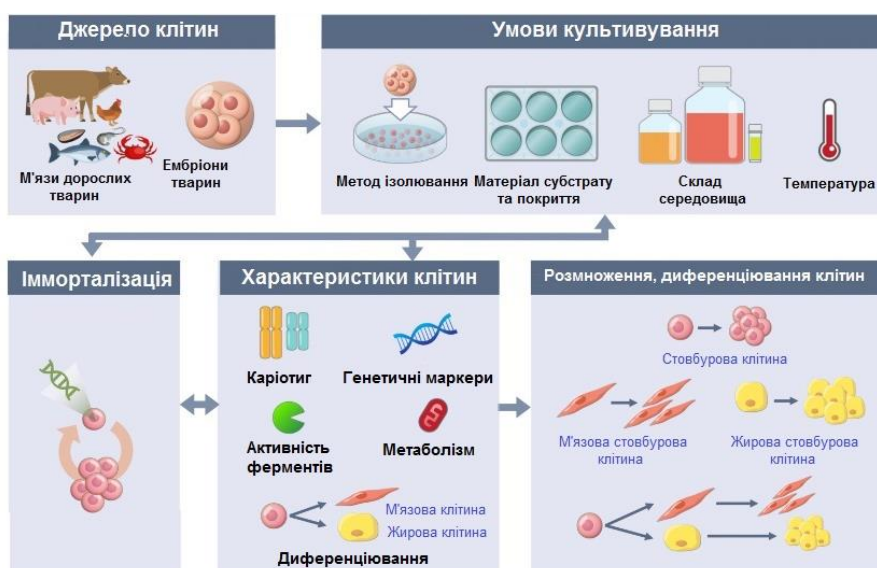 Джерело клітин
М'язи дорослих
тварин
Ембріони
тварин
Умови культивування
Метод ізолювання
Матеріал субстрату
та покриття
Склад
середовища
Температура
Імморталізація
Характеристики клітин
Каріотиг
Генетичні маркери
Активність
ферментів
Метаболізм
М'язова клітина
Жирова клітина
Диференціювання
Розмноження, диференціювання клітин
Стовбурова клітина
М'язова стовбурова
клітина
Жирова стовбурова
клітина